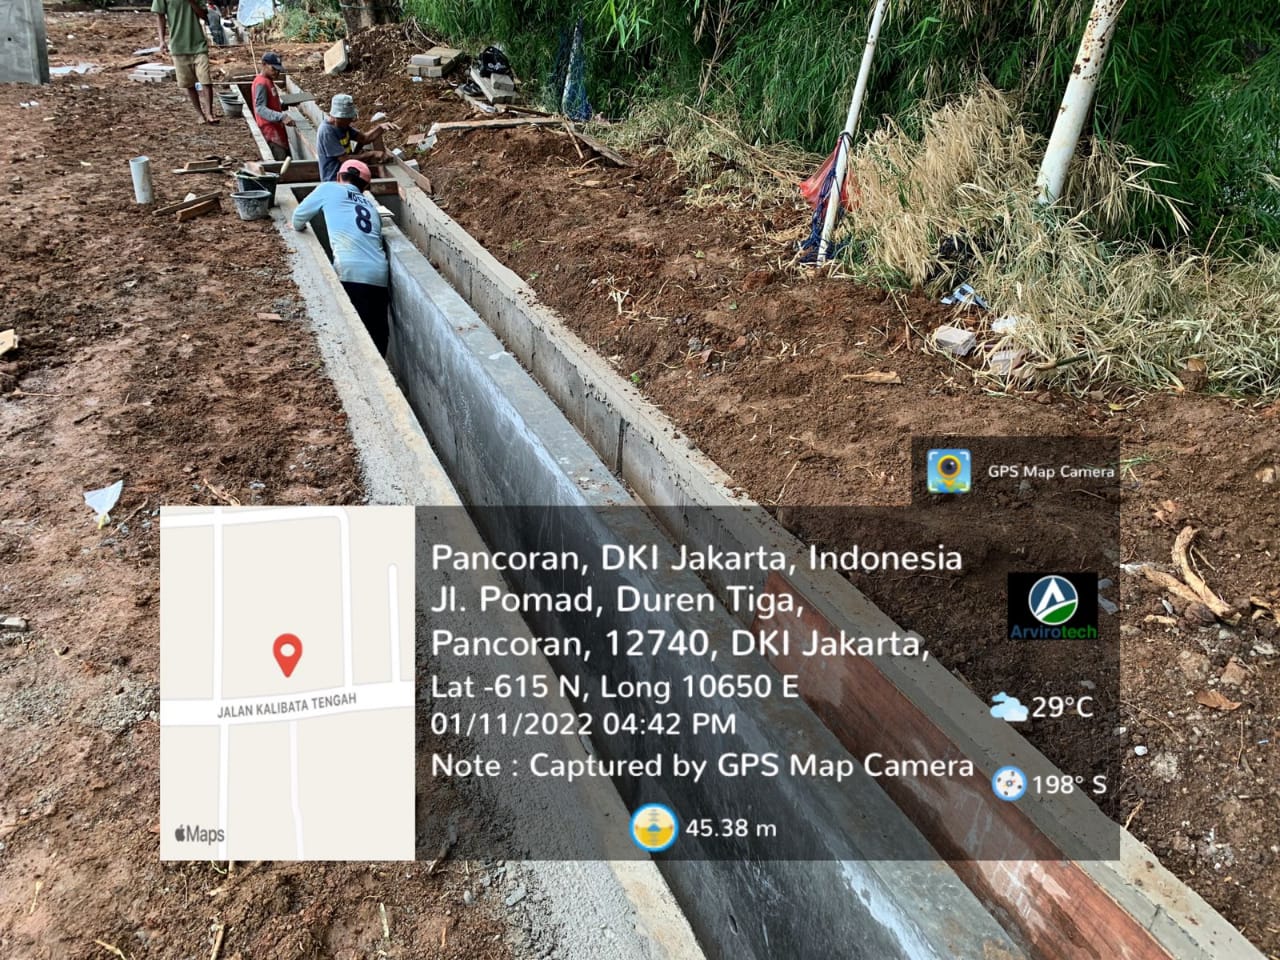 8
GPS Map Camera
Pancoran, DKI Jakarta, Indonesia
Jl. Pomad, Duren Tiga,
Pancoran, 12740, DKI Jakarta,
Lat -615 N, Long 10650 E
01/11/2022 04:42 PM
Note : Captured by GPS Map Camera
45.38 m
Arvirotech
29°C
198° S
JALAN KALIBATA TENGAH
Maps